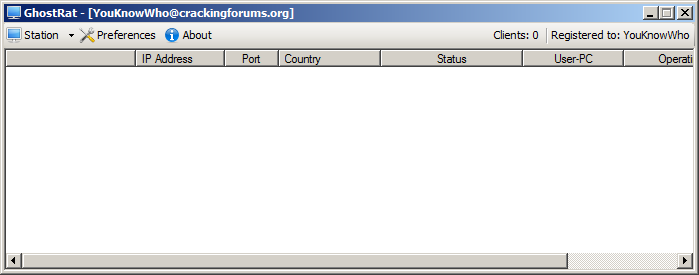 GhostRat - [YouKnowWho@crackingforums.org]
Station Preferences About Clients: 0 Registered to: YouKnowWho
IP Address Port Country Status User-PC Operati